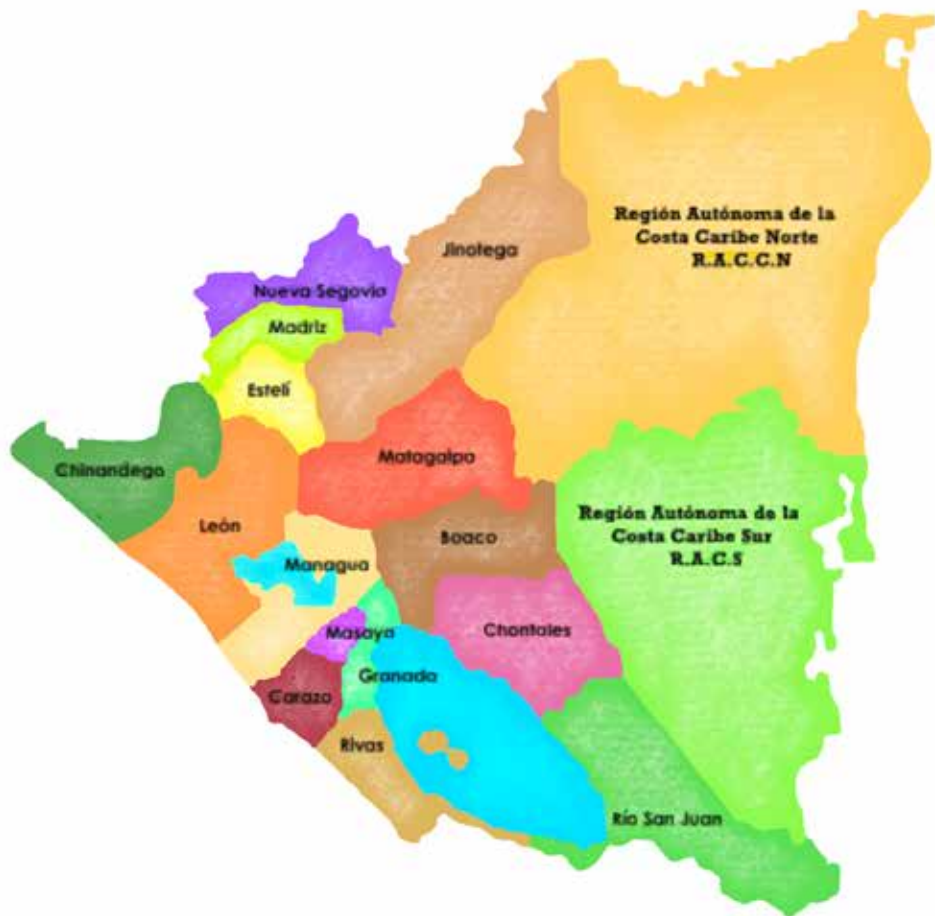 Región Autónoma de la
Costa Caribe Norte
R.A.C.C.N
Jinotega
Nueva Segovia
Madriz
Estelí
Matagalpa
Chinandega
León
Región Autónoma de la
Costa Caribe Sur
R.A.C.S
Boaco
Managua
Masaya
Chontales
Granada
Carazo
Rivas
Río San Juan